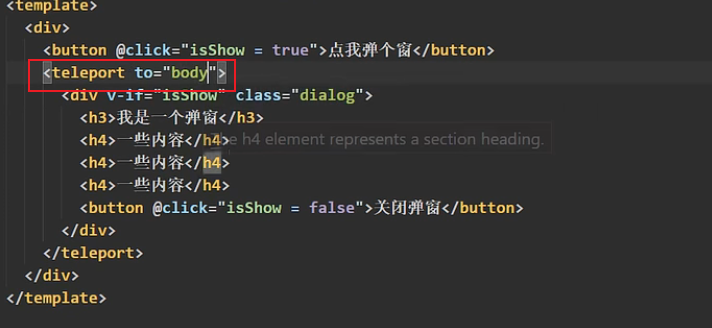 <template>
<div>
<button @click="isShow = true">点我弹个窗</button>
<teleport to="body">
<div v-if="isShow" class="dialog">
<h3>我是一个弹窗</h3>
<h4>一些内容</h4>The h4 element represents a section heading.
<h4>一些内容</h4>
<h4>一些内容</h4>
<button @click="isShow = false">关闭弹窗</button>
</div>
</teleport>
</div>
</template>